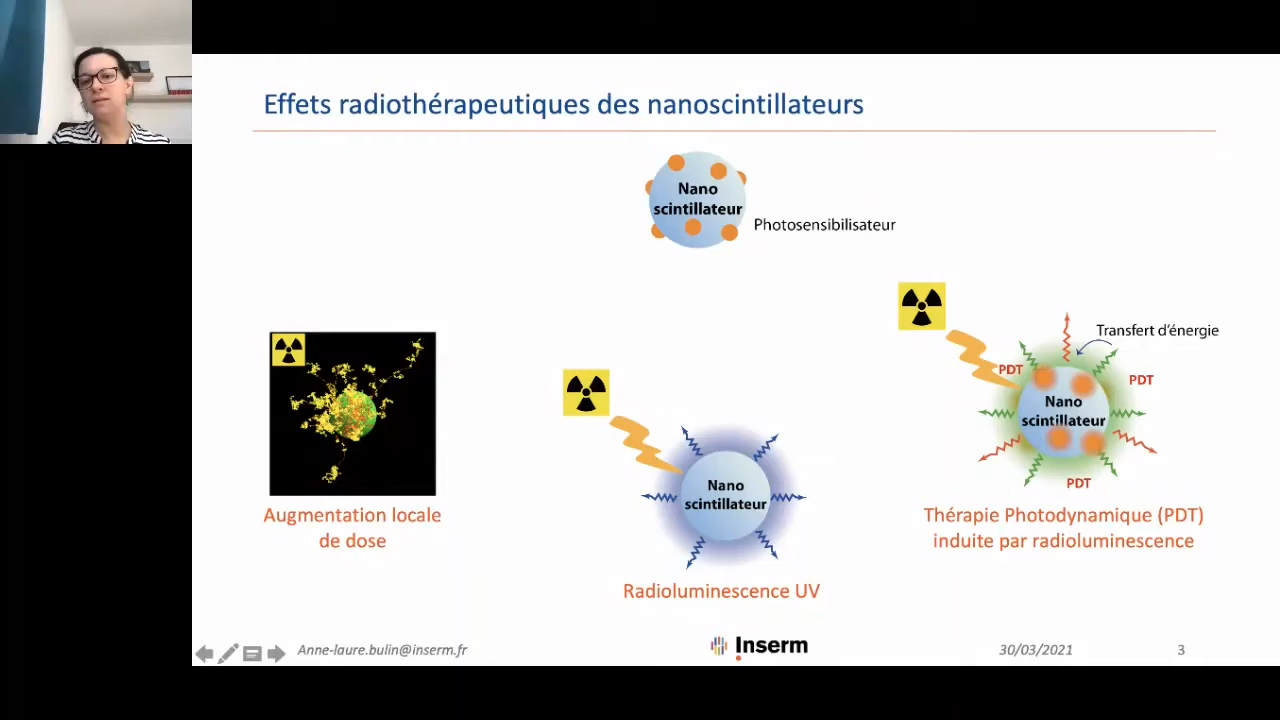 Effets radiothérapeutiques des nanoscintillateurs
Nano
scintillateur
Photosensibilisateur
Transfert d'énergie
PDT
PDT
Nano
scintillateur
PDT
Nano
scintillateur
Augmentation locale
de dose
Thérapie Photodynamique (PDT)
induite par radioluminescence
Radioluminescence UV
Anne-laure.bulin@inserm.fr
Inserm
30/03/2021
3